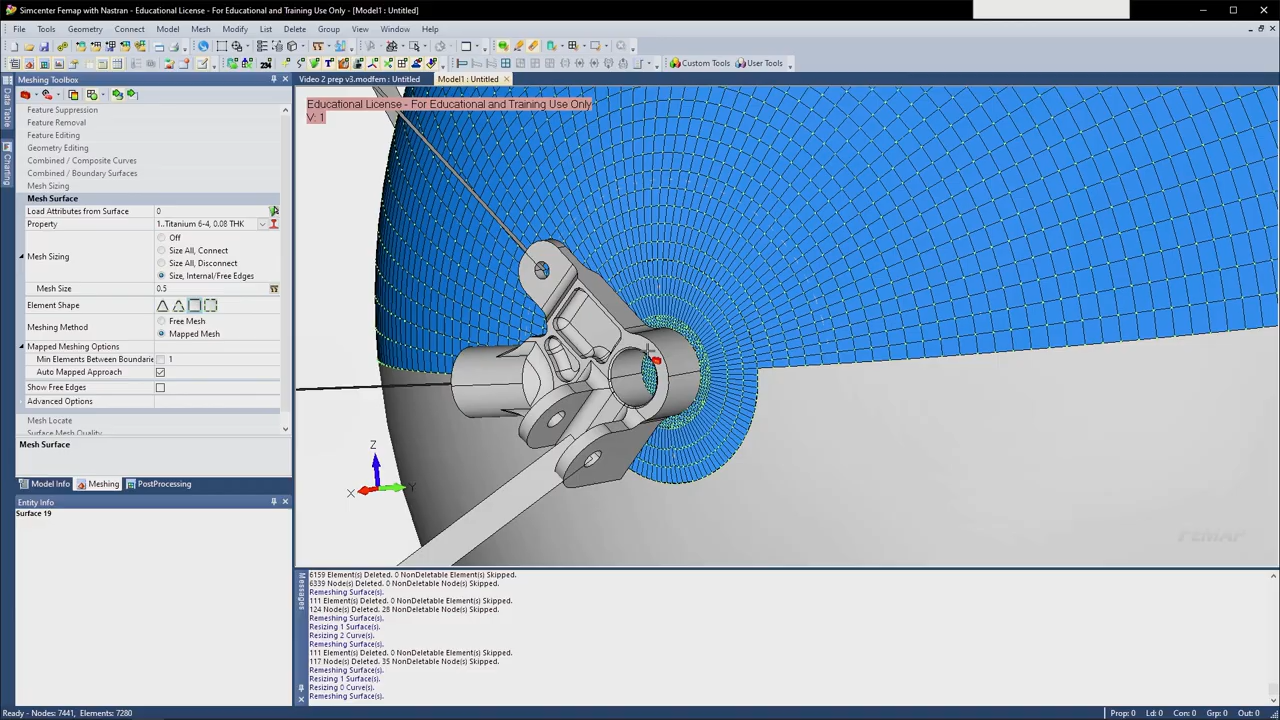 Simcenter Femap with Nastran - Educational License - For Educational and Training Use Only - [Model1 : Untitled]
File Tools Geometry Connect Model Mesh Modify List Delete Group View Window Help
Custom Tools User Tools
Meshing Toolbox
Video 2 prep v3.modfem : Untitled Model1 : Untitled
Data Table
Charting
Feature Suppression
Feature Removal
Feature Editing
Geometry Editing
Combined / Composite Curves
Combined / Boundary Surfaces
Mesh Sizing
Mesh Surface
Load Attributes from Surface 0
Property 1..Titanium 6-4, 0.08 THK
Mesh Sizing
Off
Size All, Connect
Size All, Disconnect
Size, Internal/Free Edges
Mesh Size 0.5
Element Shape
Meshing Method
Free Mesh
Mapped Mesh
Mapped Meshing Options
Min Elements Between Boundarie 1
Auto Mapped Approach
Show Free Edges
Advanced Options
Mesh Locate
Surface Mesh Quality
Mesh Surface
Model Info Meshing PostProcessing
Entity Info
Surface 19
Educational License - For Educational and Training Use Only
V: 1
Z
X
Y
FEMAP
Messages
6159 Element(s) Deleted. 0 NonDeletable Element(s) Skipped.
6339 Node(s) Deleted. 0 NonDeletable Node(s) Skipped.
Remeshing Surface(s).
111 Element(s) Deleted. 0 NonDeletable Element(s) Skipped.
124 Node(s) Deleted. 28 NonDeletable Node(s) Skipped.
Remeshing Surface(s).
Resizing 1 Surface(s).
Resizing 2 Curve(s).
Remeshing Surface(s).
111 Element(s) Deleted. 0 NonDeletable Element(s) Skipped.
117 Node(s) Deleted. 35 NonDeletable Node(s) Skipped.
Remeshing Surface(s).
Resizing 1 Surface(s).
Resizing 0 Curve(s).
Remeshing Surface(s).
Ready - Nodes: 7441, Elements: 7280
Prop: 0 Ld: 0 Con: 0 Grp: 0 Out: 0